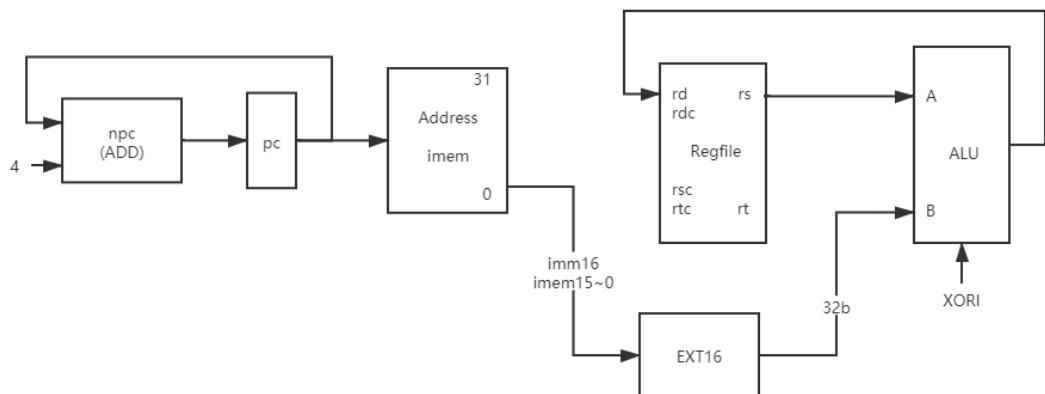 npc
(ADD)
4
pc
31
Address
imem
0
imm16
imem15~0
EXT16
32b
rd
rs
rdc
Regfile
rsc
rtc
rt
A
ALU
B
XORI